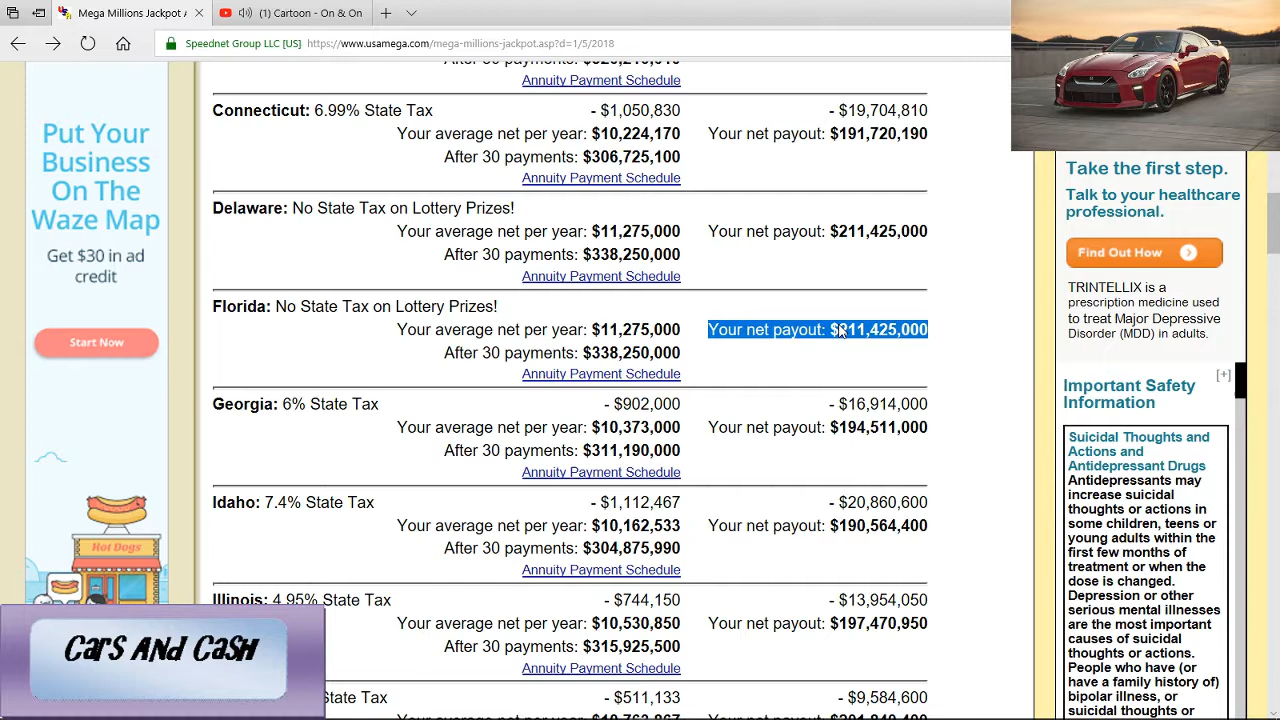 Mega Millions Jackpot
(1) Cartoon - On & On
Speednet Group LLC [US] https://www.usamega.com/mega-millions-jackpot.asp?d=1/5/2018
Annuity Payment Schedule
Connecticut: 6.99% State Tax - $1,050,830 - $19,704,810
Your average net per year: $10,224,170 Your net payout: $191,720,190
After 30 payments: $306,725,100
Annuity Payment Schedule
Delaware: No State Tax on Lottery Prizes!
Your average net per year: $11,275,000 Your net payout: $211,425,000
After 30 payments: $338,250,000
Annuity Payment Schedule
Florida: No State Tax on Lottery Prizes!
Your average net per year: $11,275,000 Your net payout: $211,425,000
After 30 payments: $338,250,000
Annuity Payment Schedule
Georgia: 6% State Tax - $902,000 - $16,914,000
Your average net per year: $10,373,000 Your net payout: $194,511,000
After 30 payments: $311,190,000
Annuity Payment Schedule
Idaho: 7.4% State Tax - $1,112,467 - $20,860,600
Your average net per year: $10,162,533 Your net payout: $190,564,400
After 30 payments: $304,875,990
Annuity Payment Schedule
Illinois: 4.95% State Tax - $744,150 - $13,954,050
Your average net per year: $10,530,850 Your net payout: $197,470,950
After 30 payments: $315,925,500
Annuity Payment Schedule
State Tax - $511,133 - $9,584,600
Put Your
Business
On The
Waze Map
Get $30 in ad
credit
Start Now
Hot Dogs
Cars And Cash
Take the first step.
Talk to your healthcare
professional.
Find Out How
TRINTELLIX is a
prescription medicine used
to treat Major Depressive
Disorder (MDD) in adults.
[+]
Important Safety
Information
Suicidal Thoughts and
Actions and
Antidepressant Drugs
Antidepressants may
increase suicidal
thoughts or actions in
some children, teens or
young adults within the
first few months of
treatment or when the
dose is changed.
Depression or other
serious mental illnesses
are the most important
causes of suicidal
thoughts or actions.
People who have (or
have a family history of)
bipolar illness, or
suicidal thoughts or